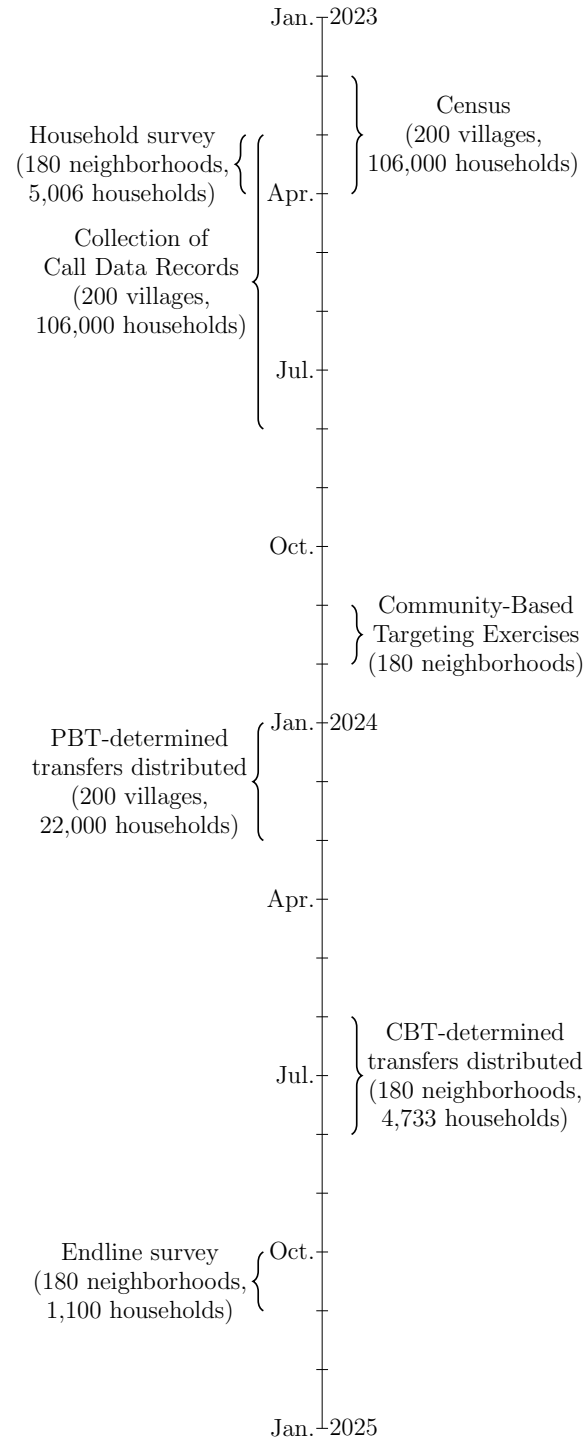 Jan. 2023
Census
(200 villages,
106,000 households)
Household survey
(180 neighborhoods,
5,006 households)
Apr.
Collection of
Call Data Records
(200 villages,
106,000 households)
Jul.
Oct.
Community-Based
Targeting Exercises
(180 neighborhoods)
Jan. 2024
PBT-determined
transfers distributed
(200 villages,
22,000 households)
Apr.
CBT-determined
transfers distributed
(180 neighborhoods,
4,733 households)
Jul.
Oct.
Endline survey
(180 neighborhoods,
1,100 households)
Jan. 2025